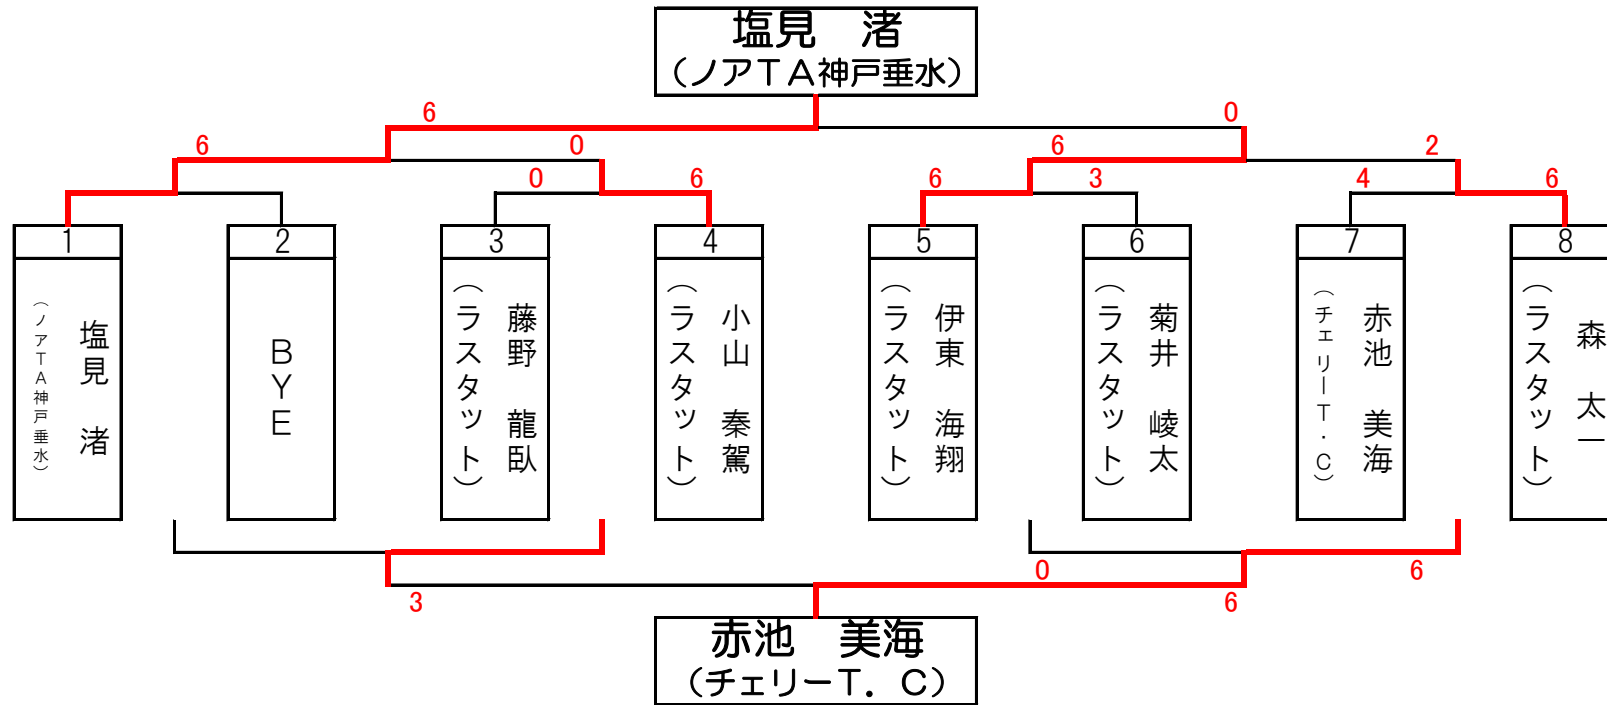 塩見　渚
（ノアＴＡ神戸垂水）
6
0
6
0
6
2
0
6
6
3
4
6
1
2
3
4
5
6
7
8
塩見　渚
（ノアＴＡ神戸垂水）
ＢＹＥ
藤野　龍臥
（ラスタット）
小山　秦駕
（ラスタット）
伊東　海翔
（ラスタット）
菊井　崚太
（ラスタット）
赤池　美海
（チェリーＴ．Ｃ）
森　太一
（ラスタット）
0
6
3
6
赤池　美海
（チェリーＴ．Ｃ）